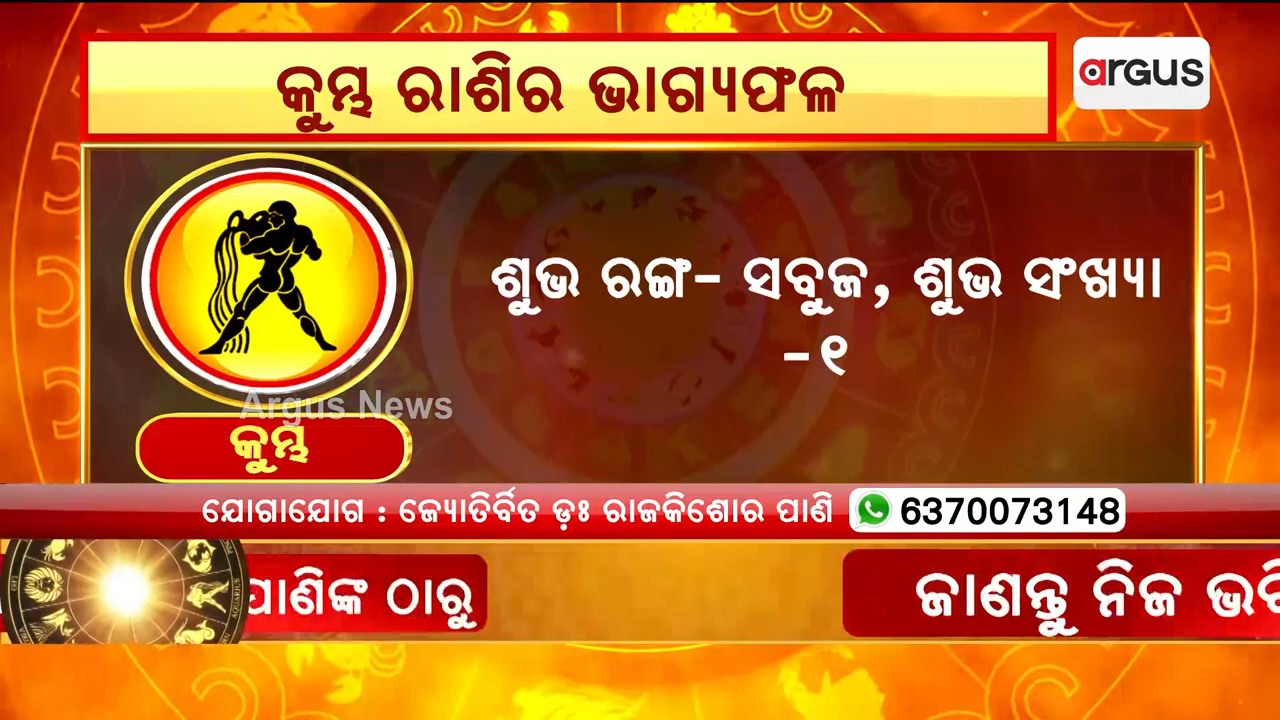 କୁମ୍ଭ ରାଶିର ଭାଗ୍ୟଫଳ
argus
ଶୁଭ ରଙ୍ଗ- ସବୁଜ, ଶୁଭ ସଂଖ୍ୟା
-୧
Argus News
କୁମ୍ଭ
ଯୋଗାଯୋଗ : ଜ୍ୟୋତିର୍ବିତ ଡ଼ଃ ରାଜକିଶୋର ପାଣି 6370073148
ପାଣିଙ୍କ ଠାରୁ
ଜାଣନ୍ତୁ ନିଜ